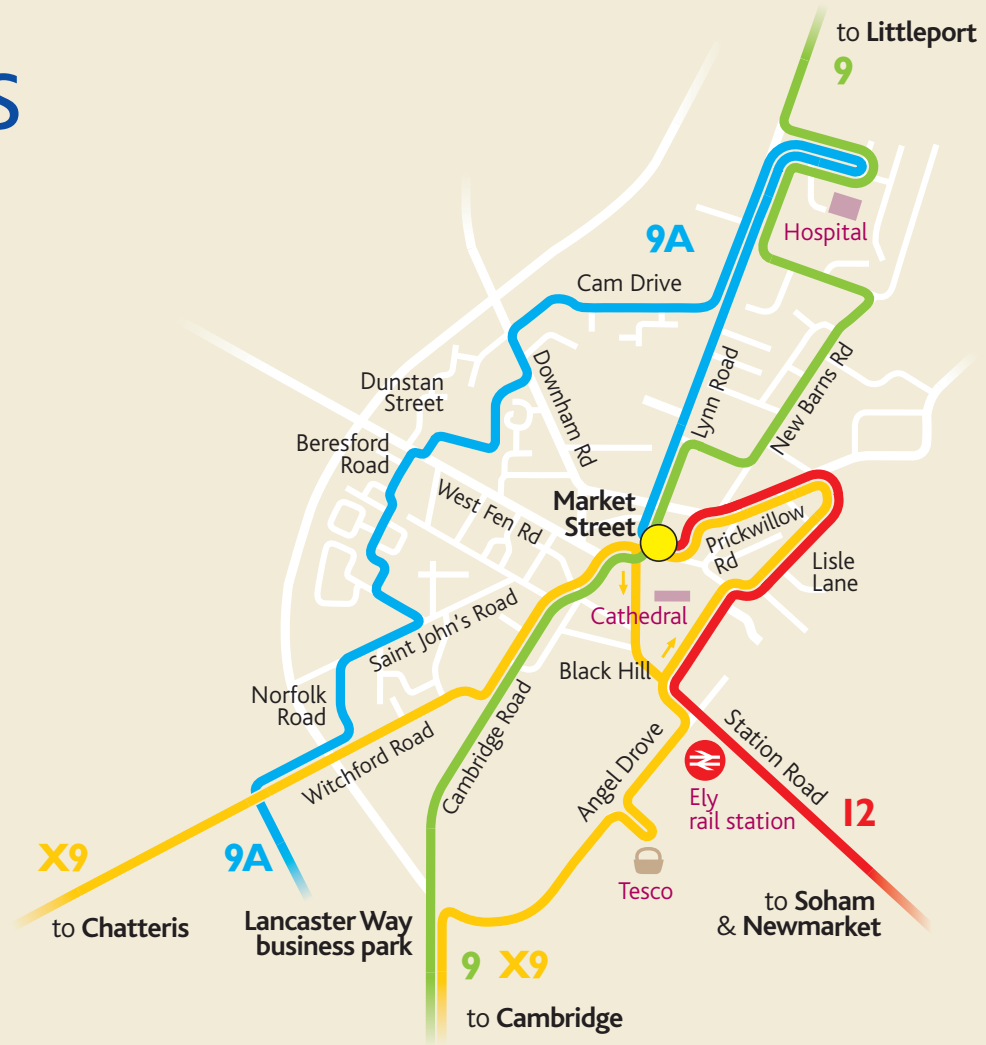 s
to Littleport
9
Hospital
9A
Cam Drive
Dunstan
Street
Downham Rd
Lynn Road
New Barns Rd
Beresford
Road
West Fen Rd
Market
Street
Prickwillow
Rd
Lisle
Lane
Cathedral
Saint John's Road
Black Hill
Norfolk
Road
Witchford Road
Cambridge Road
Angel Drove
Station Road
Ely
rail station
12
X9
9A
Tesco
to Chatteris
Lancaster Way
business park
to Soham
& Newmarket
9 X9
to Cambridge